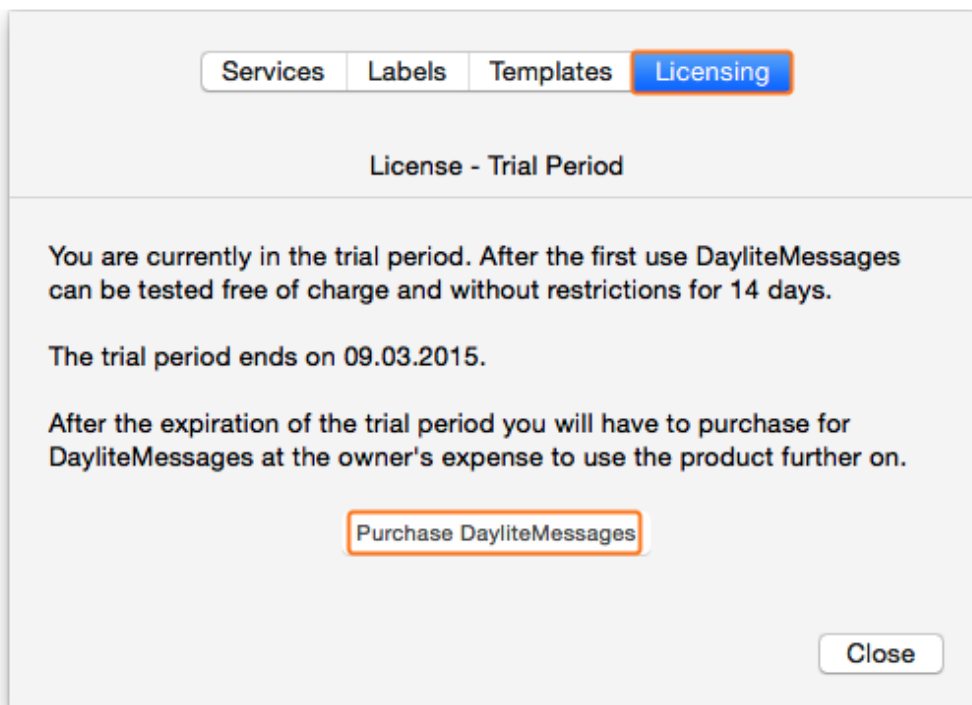 Services Labels Templates Licensing
License - Trial Period
You are currently in the trial period. After the first use DayliteMessages
can be tested free of charge and without restrictions for 14 days.
The trial period ends on 09.03.2015.
After the expiration of the trial period you will have to purchase for
DayliteMessages at the owner's expense to use the product further on.
Purchase DayliteMessages
Close